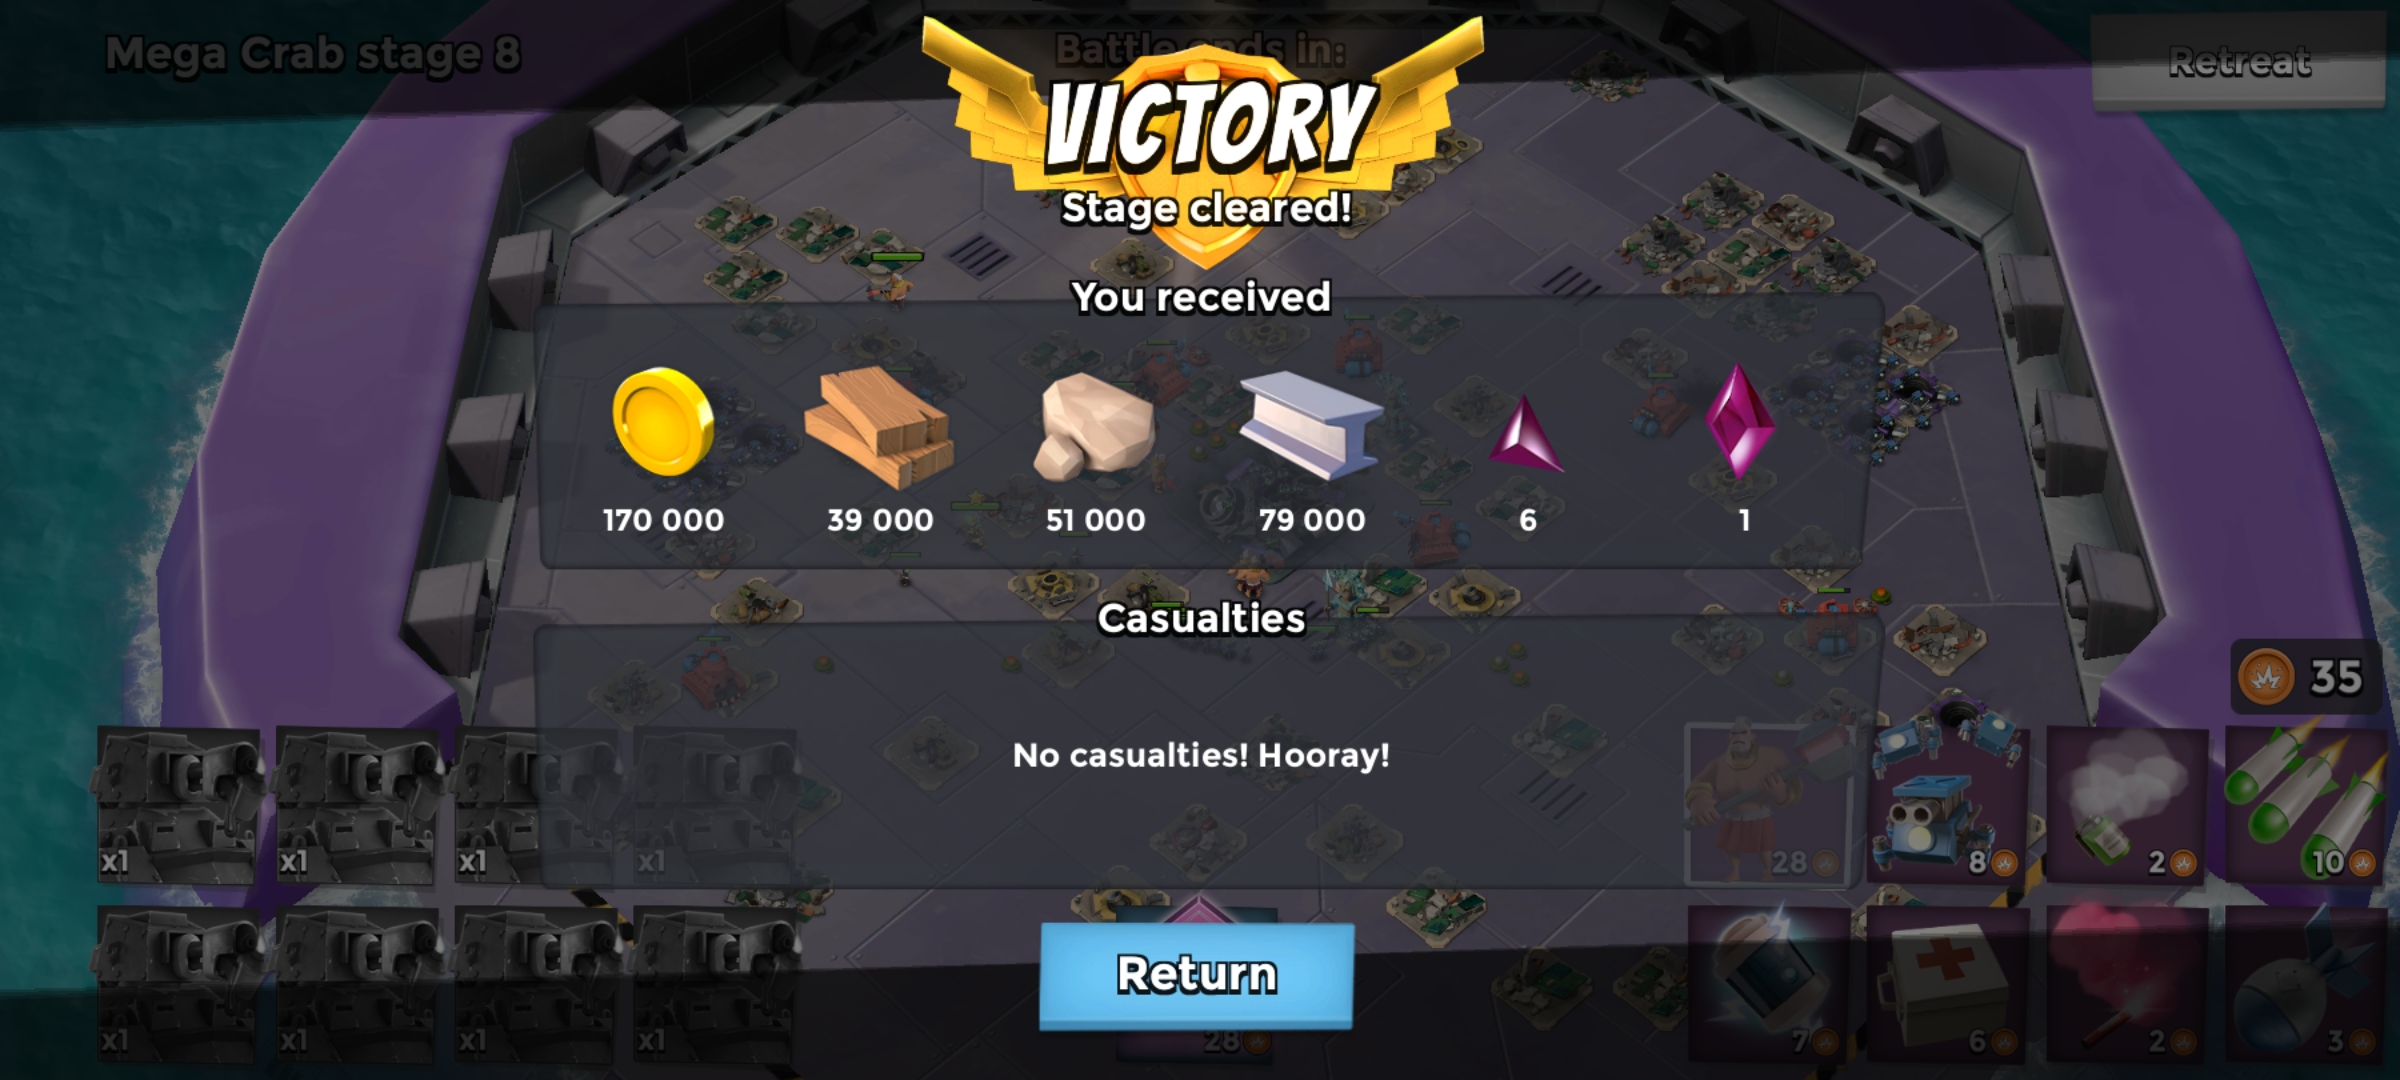 Mega Crab stage 8
Battle ends in:
Retreat
VICTORY
Stage cleared!
You received
170 000
39 000
51 000
79 000
6
1
Casualties
No casualties! Hooray!
35
x1
x1
x1
x1
28
8
2
10
Return
x1
x1
x1
x1
28
7
6
2
3